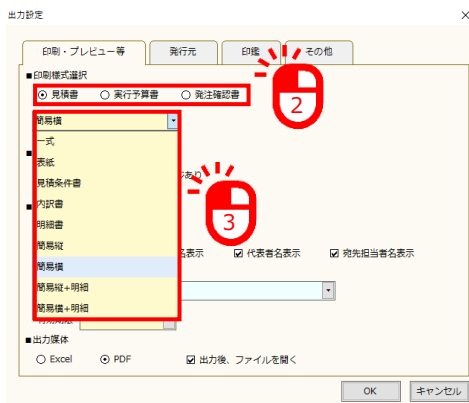 出力設定
印刷・プレビュー等 発行元 印鑑 その他
■印刷様式選択
見積書 実行予算書 発注確認書
2
簡易横
一式
表紙
見積条件書
内訳書
明細書
簡易縦
簡易横
簡易縦+明細
簡易横+明細
3
あり
名表示 代表者名表示 宛先担当者名表示
■出力媒体
Excel PDF 出力後、ファイルを開く
OK キャンセル